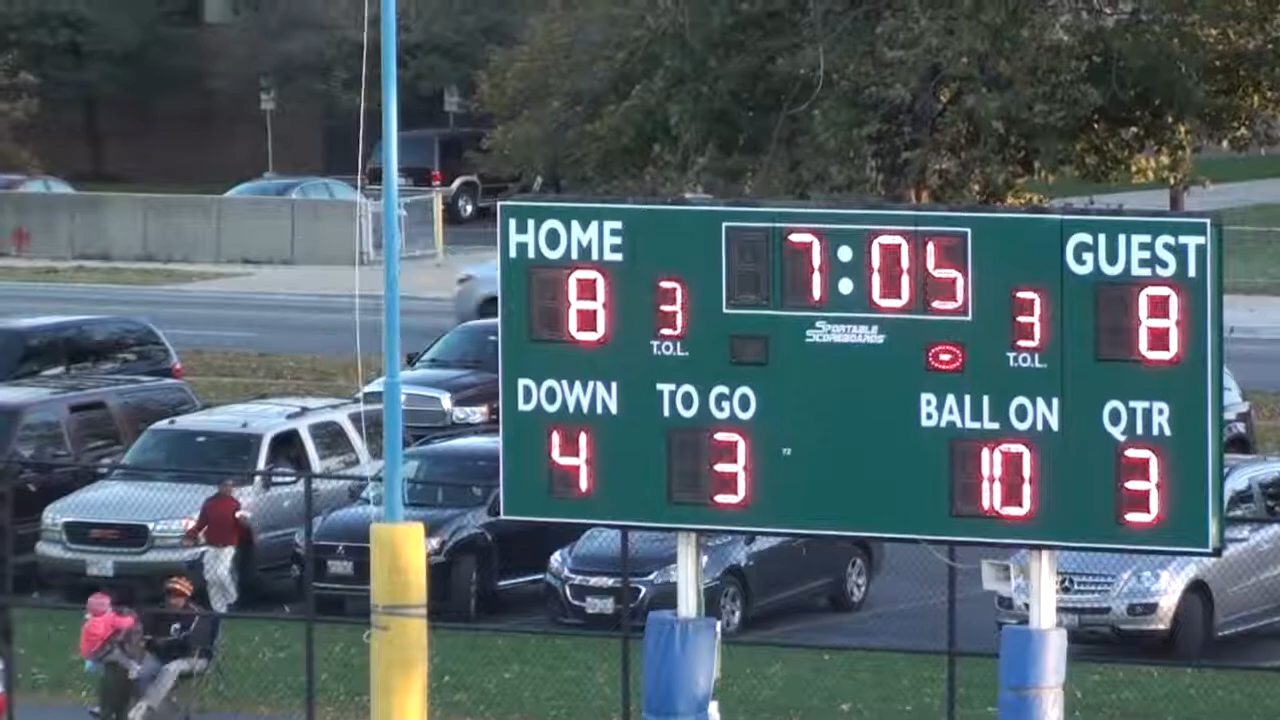 HOME 7:05 GUEST
8 3 3 8
T.O.L. SPORTABLE SCOREBOARDS T.O.L.
DOWN TO GO BALL ON QTR
4 3 10 3